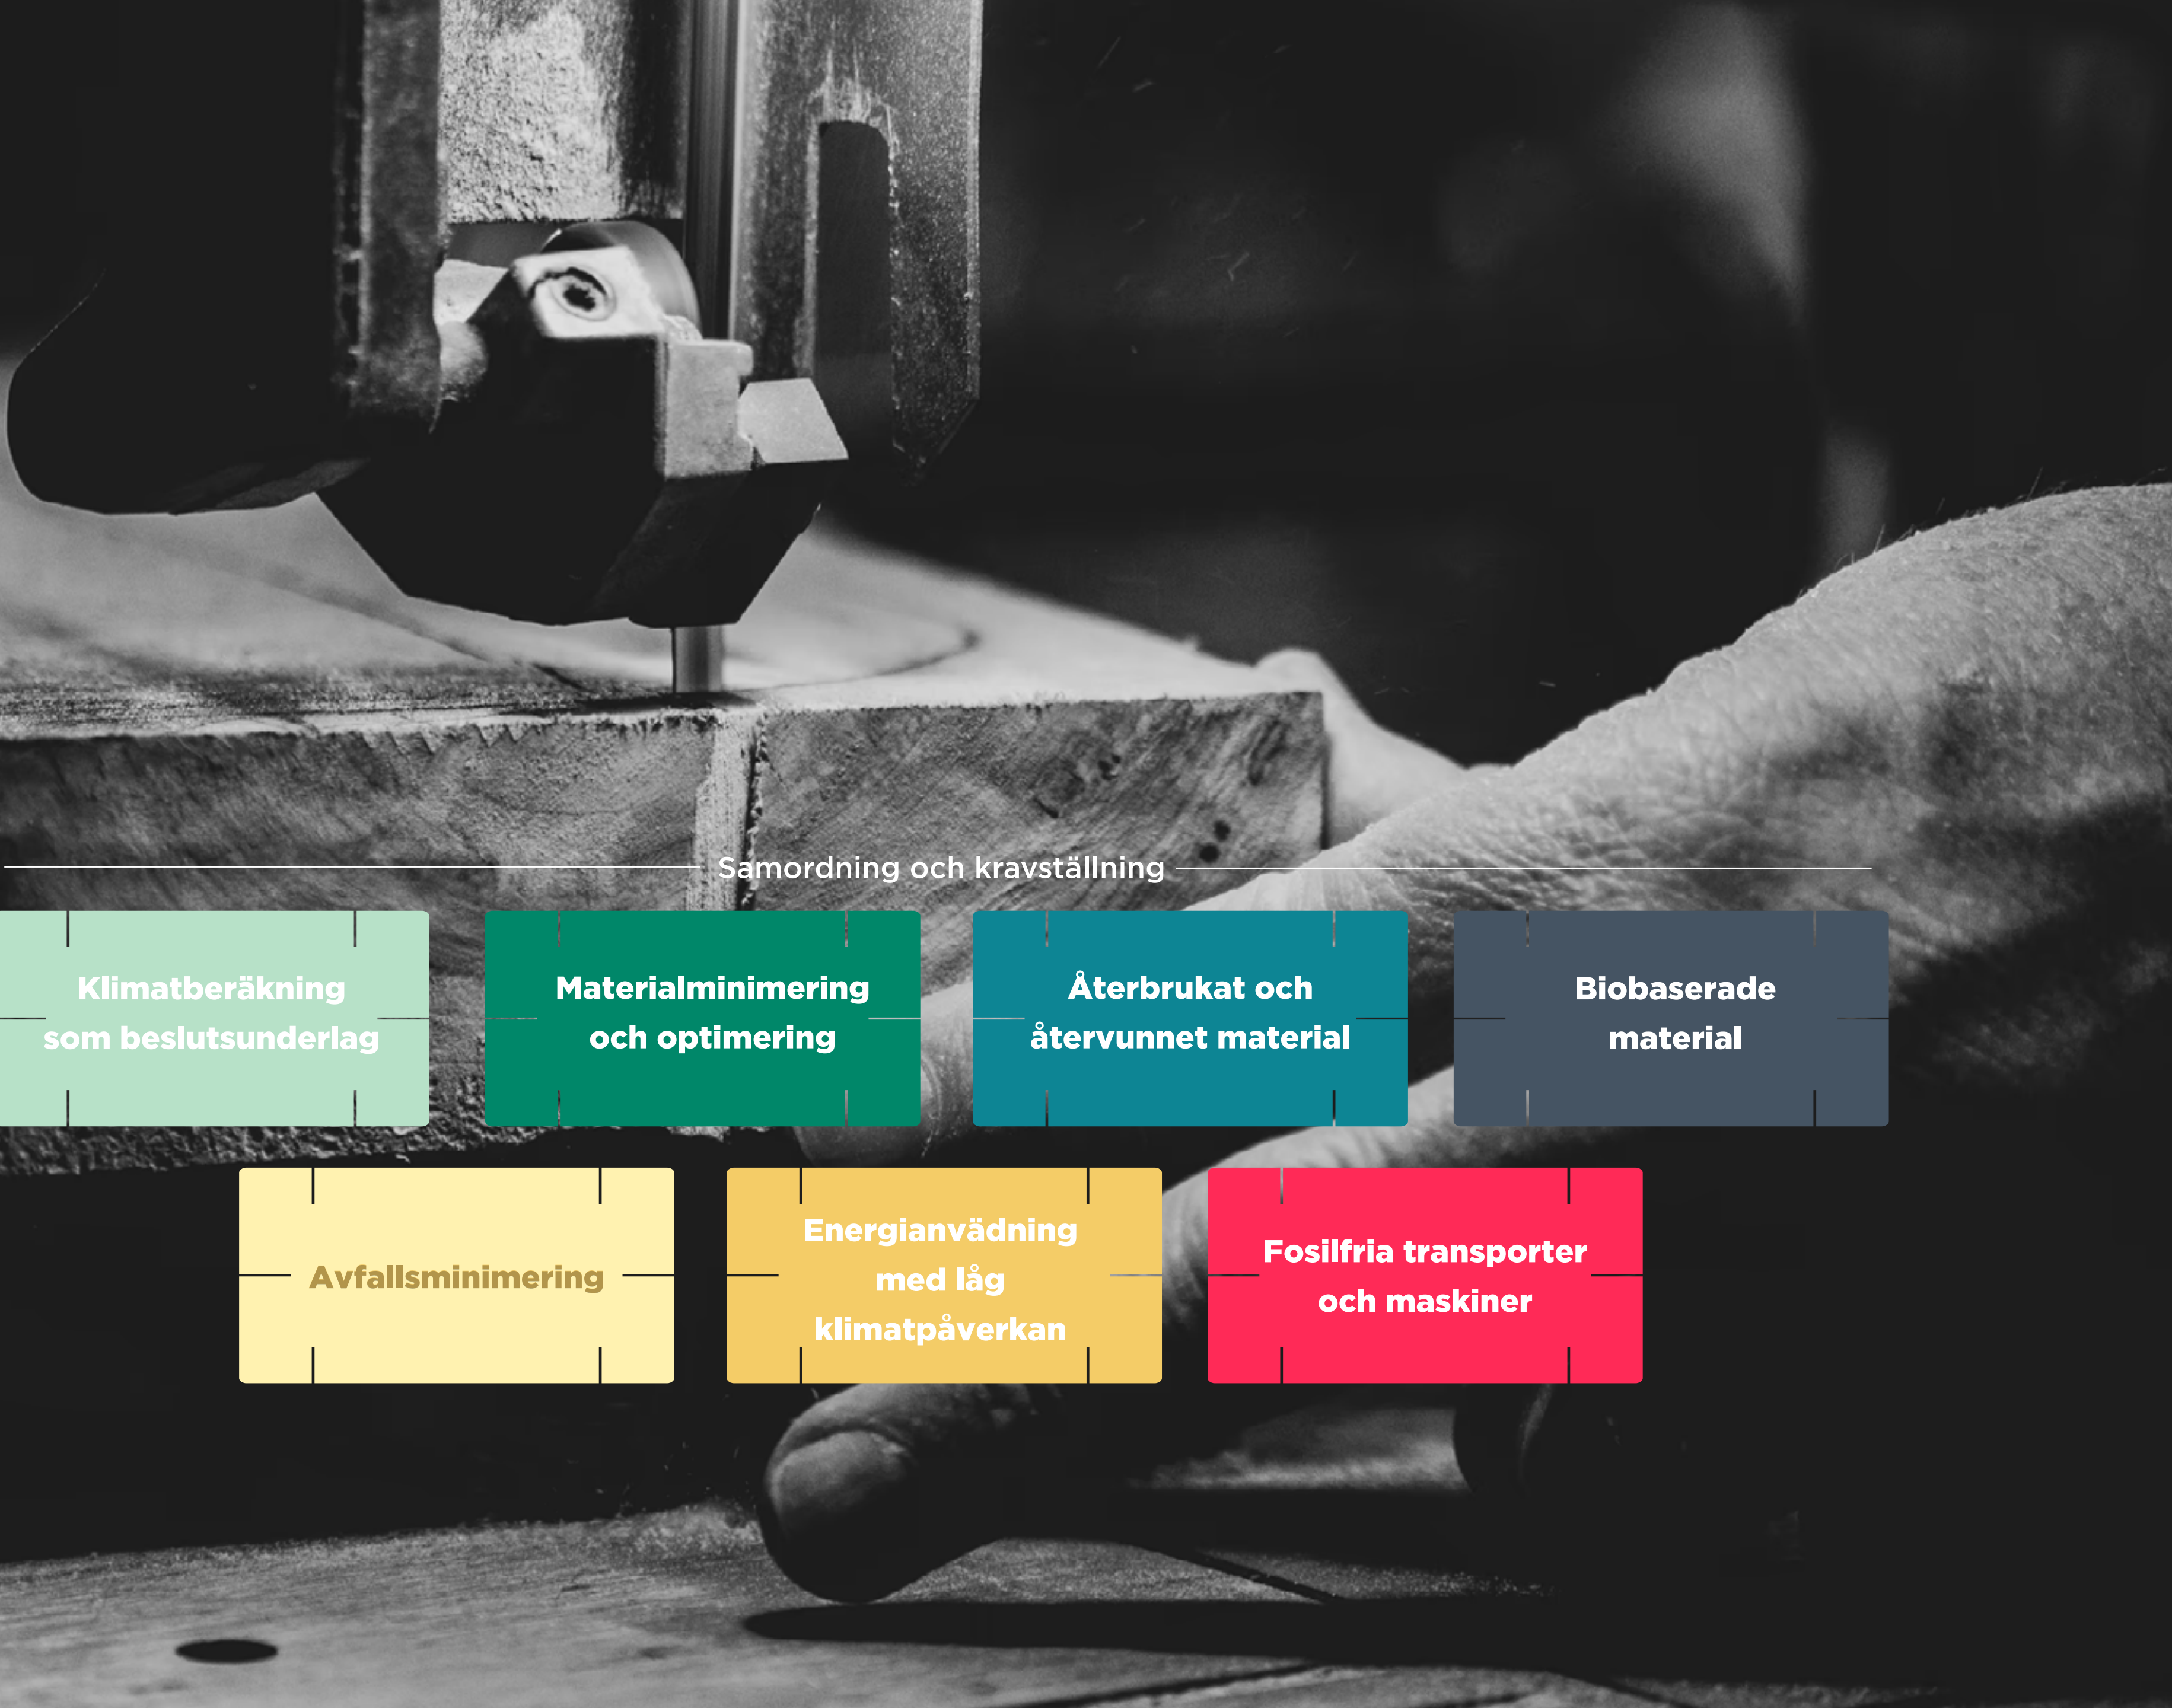 Samordning och kravställning
Klimatberäkning
som beslutsunderlag
Materialminimering
och optimering
Återbrukat och
återvunnet material
Biobaserade
material
Avfallsminimering
Energianvädning
med låg
klimatpåverkan
Fosilfria transporter
och maskiner